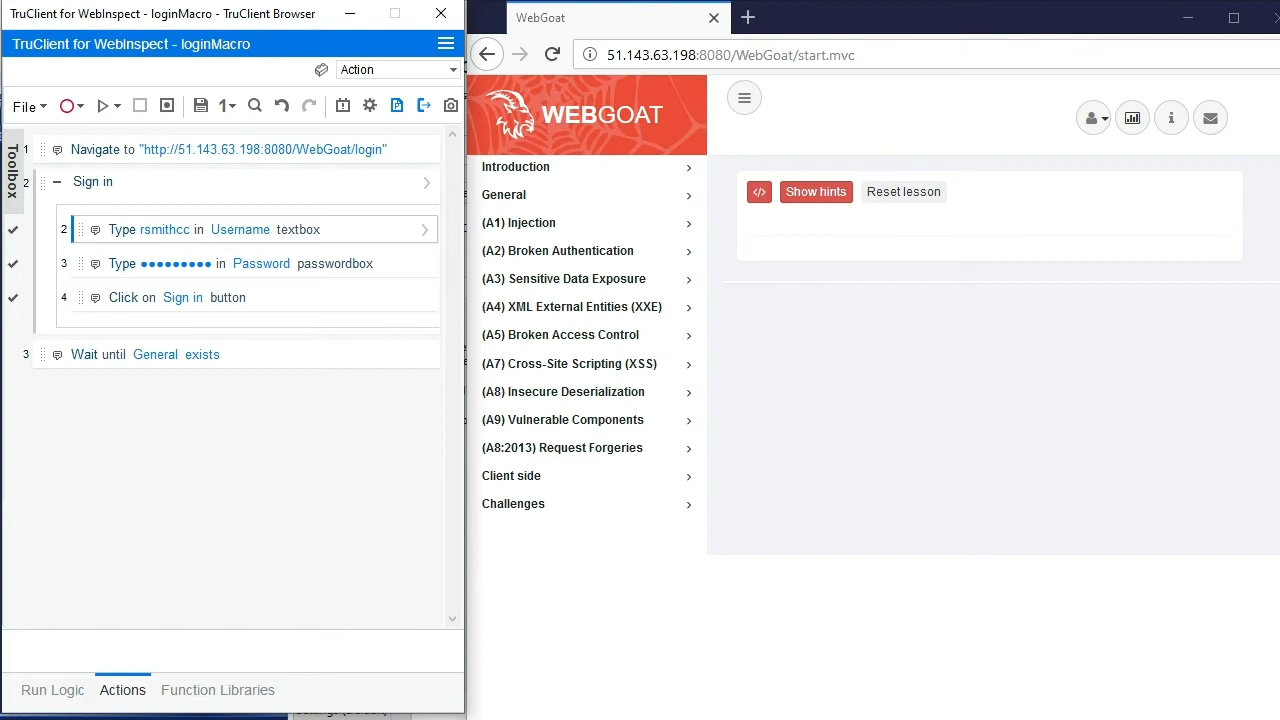 TruClient for WebInspect - loginMacro - TruClient Browser
TruClient for WebInspect - loginMacro
Action
File
1
Toolbox
1 Navigate to "http://51.143.63.198:8080/WebGoat/login"
2 Sign in
2 Type rsmithcc in Username textbox
3 Type ●●●●●●●●● in Password passwordbox
4 Click on Sign in button
3 Wait until General exists
Run Logic Actions Function Libraries
WebGoat
51.143.63.198:8080/WebGoat/start.mvc
WEBGOAT
Introduction
General
(A1) Injection
(A2) Broken Authentication
(A3) Sensitive Data Exposure
(A4) XML External Entities (XXE)
(A5) Broken Access Control
(A7) Cross-Site Scripting (XSS)
(A8) Insecure Deserialization
(A9) Vulnerable Components
(A8:2013) Request Forgeries
Client side
Challenges
Show hints Reset lesson